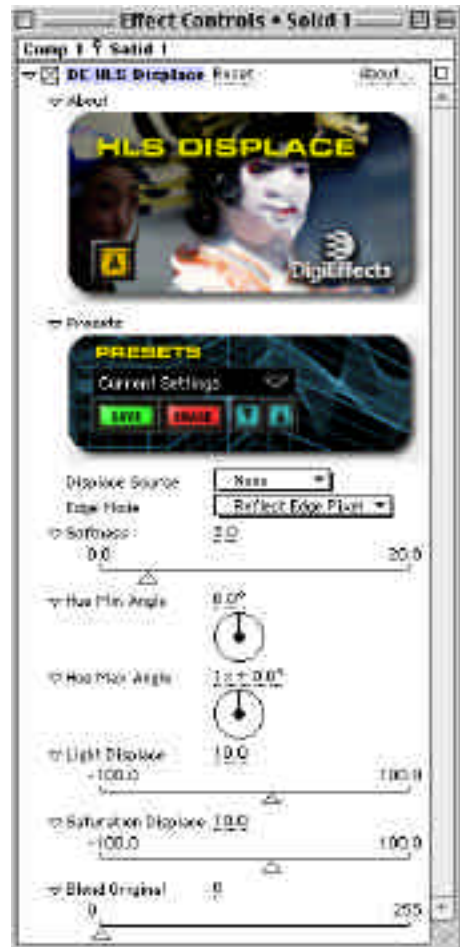 Effect Controls • Solid 1
Comp 1 • Solid 1
DE HLS Displace Reset About...
About
HLS DISPLACE
DigiEffects
Presets
PRESETS
Current Settings
SAVE ERASE
Displace Source None
Edge Mode Reflect Edge Pixel
Softness 3.0
0.0 20.0
Hue Min Angle 0.0°
Hue Max Angle 1x + 0.0°
Light Displace 10.0
-100.0 100.0
Saturation Displace 10.0
-100.0 100.0
Blend Original 0
0 255